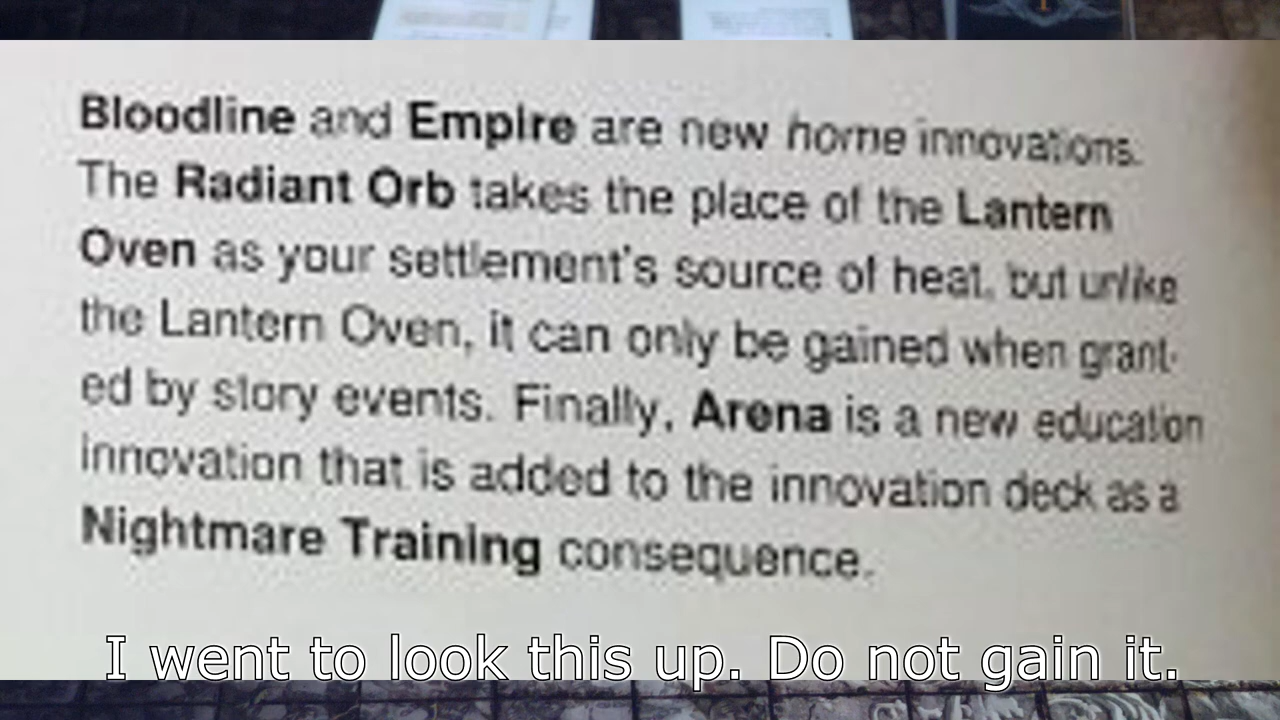 Bloodline and Empire are new home innovations.
The Radiant Orb takes the place of the Lantern
Oven as your settlement's source of heat, but unlike
the Lantern Oven, it can only be gained when grant-
ed by story events. Finally, Arena is a new education
innovation that is added to the innovation deck as a
Nightmare Training consequence.
I went to look this up. Do not gain it.